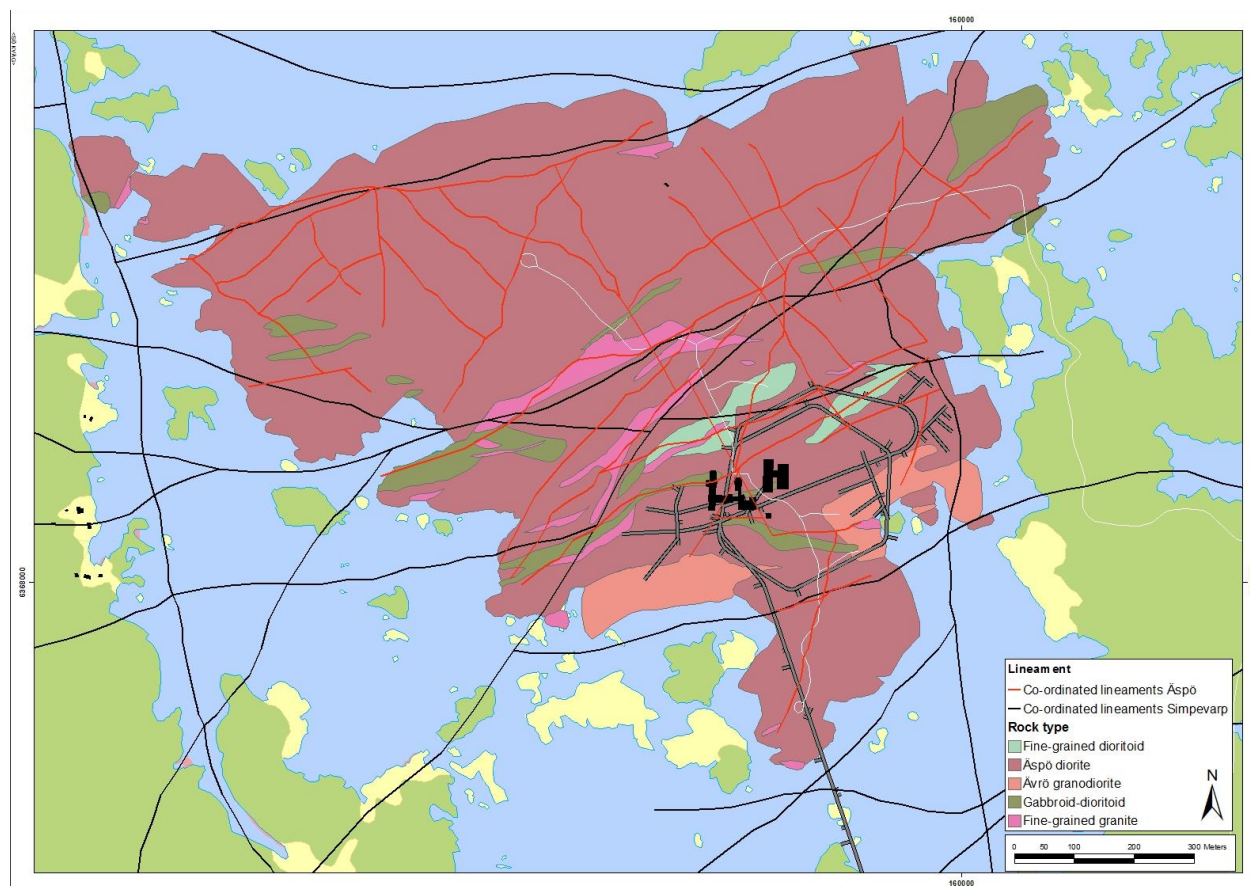 160000
6368000
Lineament
Co-ordinated lineaments Äspö
Co-ordinated lineaments Simpevarp
Rock type
Fine-grained dioritoid
Äspö diorite
Ävrö granodiorite
Gabbroid-dioritoid
Fine-grained granite
N
0 50 100 200 300 Meters
160000